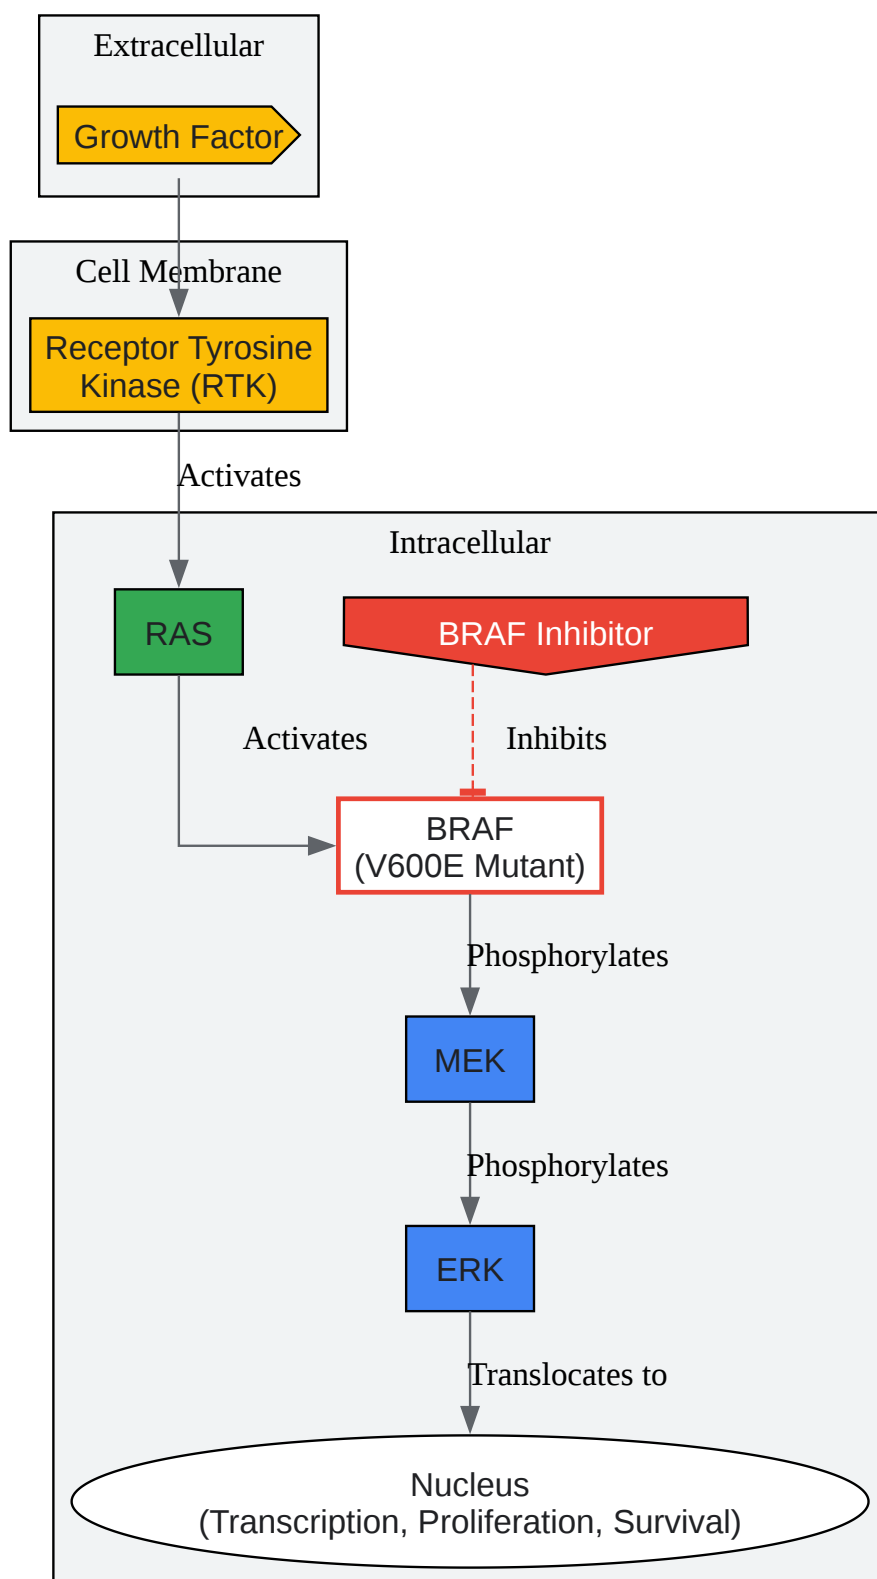 Extracellular
Growth Factor
Cell Membrane
Receptor Tyrosine
Kinase (RTK)
Activates
Intracellular
RAS
BRAF Inhibitor
Activates
Inhibits
BRAF
(V600E Mutant)
Phosphorylates
MEK
Phosphorylates
ERK
Translocates to
Nucleus
(Transcription, Proliferation, Survival)